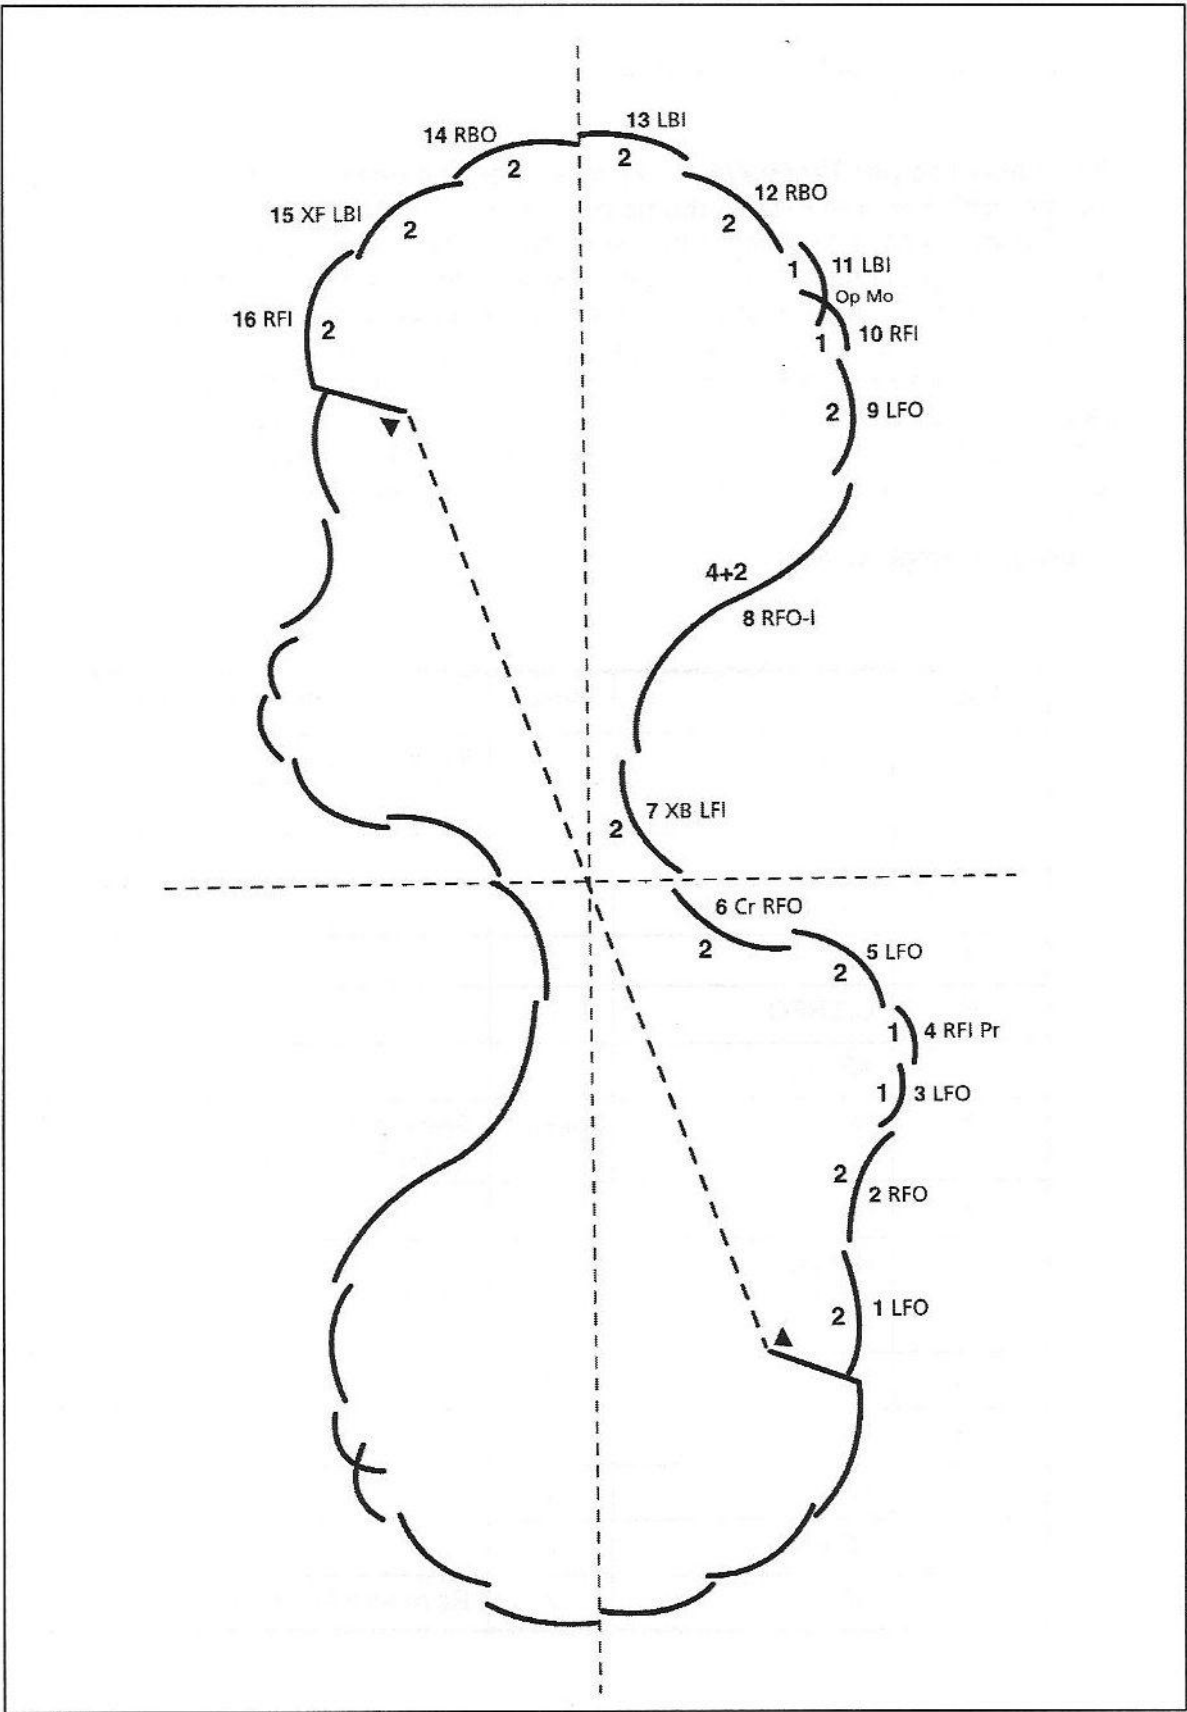 13 LBI
14 RBO
2
2
12 RBO
15 XF LBI
2
2
11 LBI
1
Op Mo
16 RFI
2
10 RFI
1
2
9 LFO
4+2
8 RFO-I
7 XB LFI
2
6 Cr RFO
2
5 LFO
2
1
4 RFI Pr
1
3 LFO
2
2 RFO
2
1 LFO